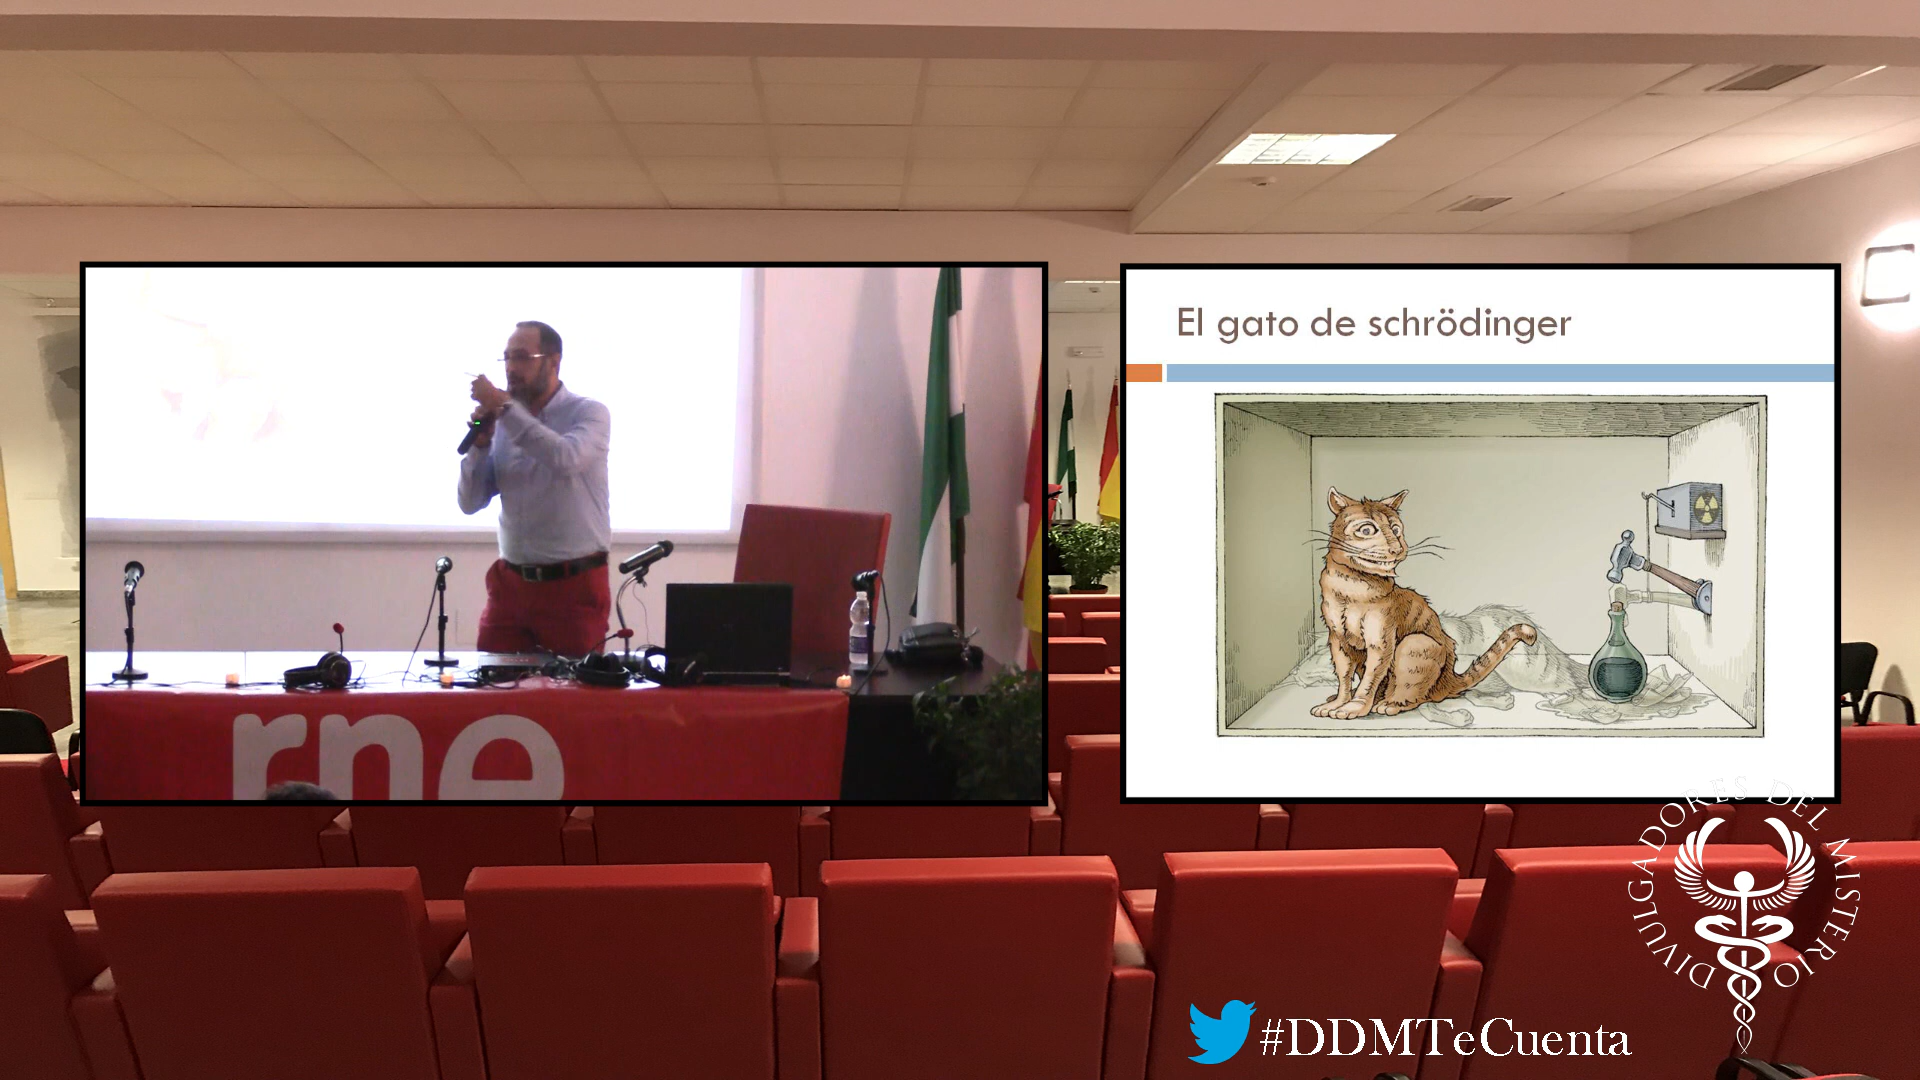 El gato de schrödinger
rne
DIVULGADORES DEL MISTERIO
#DDMTeCuenta